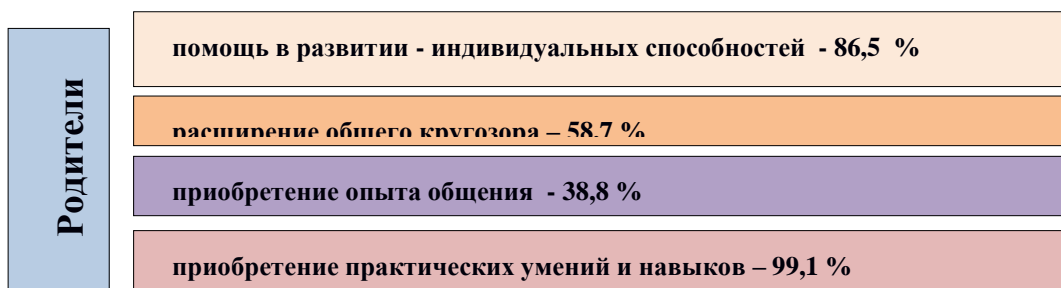 Родители
помощь в развитии - индивидуальных способностей - 86,5 %
расширение общего кругозора – 58,7 %
приобретение опыта общения - 38,8 %
приобретение практических умений и навыков – 99,1 %